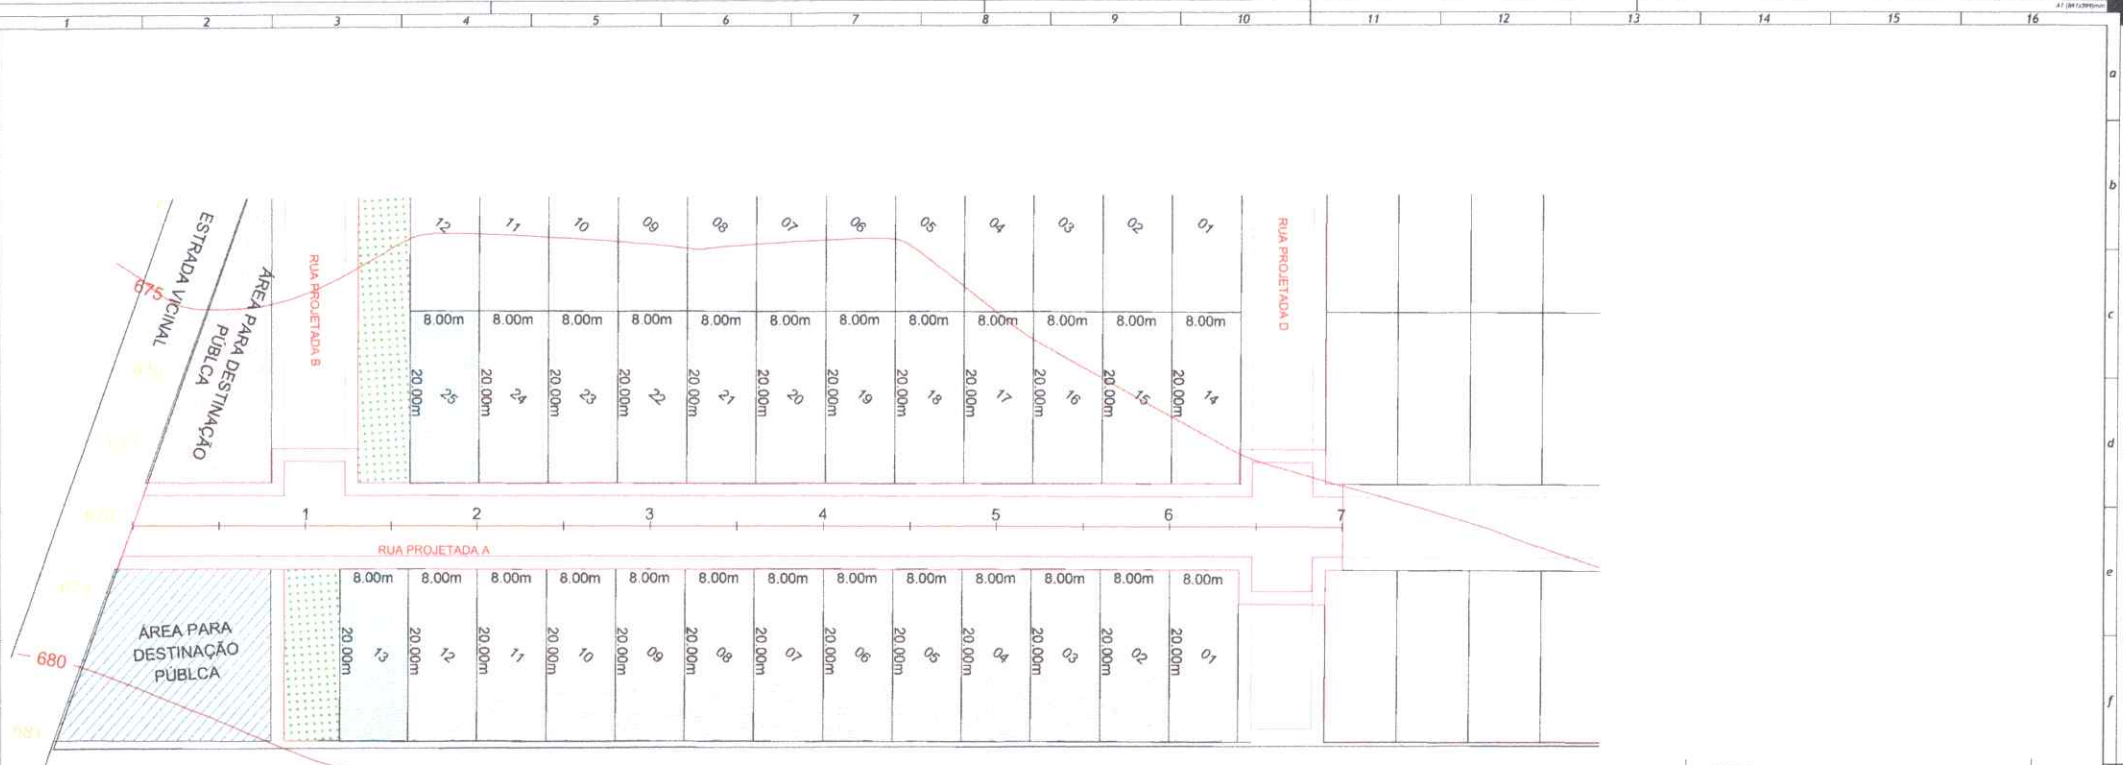 1 2 3 4 5 6 7 8 9 10 11 12 13 14 15 16
a
b
c
d
e
f
ESTRADA VICINAL
ÁREA PARA DESTINAÇÃO
PÚBLICA
675
RUA PROJETADA B
12 11 10 09 08 07 06 05 04 03 02 01
RUA PROJETADA D
8.00m 8.00m 8.00m 8.00m 8.00m 8.00m 8.00m 8.00m 8.00m 8.00m 8.00m 8.00m
20.00m 25 20.00m 24 20.00m 23 20.00m 22 20.00m 21 20.00m 20 20.00m 19 20.00m 18 20.00m 17 20.00m 16 20.00m 15 20.00m 14
1 2 3 4 5 6 7
RUA PROJETADA A
8.00m 8.00m 8.00m 8.00m 8.00m 8.00m 8.00m 8.00m 8.00m 8.00m 8.00m 8.00m 8.00m
20.00m 13 20.00m 12 20.00m 11 20.00m 10 20.00m 09 20.00m 08 20.00m 07 20.00m 06 20.00m 05 20.00m 04 20.00m 03 20.00m 02 20.00m 01
ÁREA PARA
DESTINAÇÃO
PÚBLCA
680
681